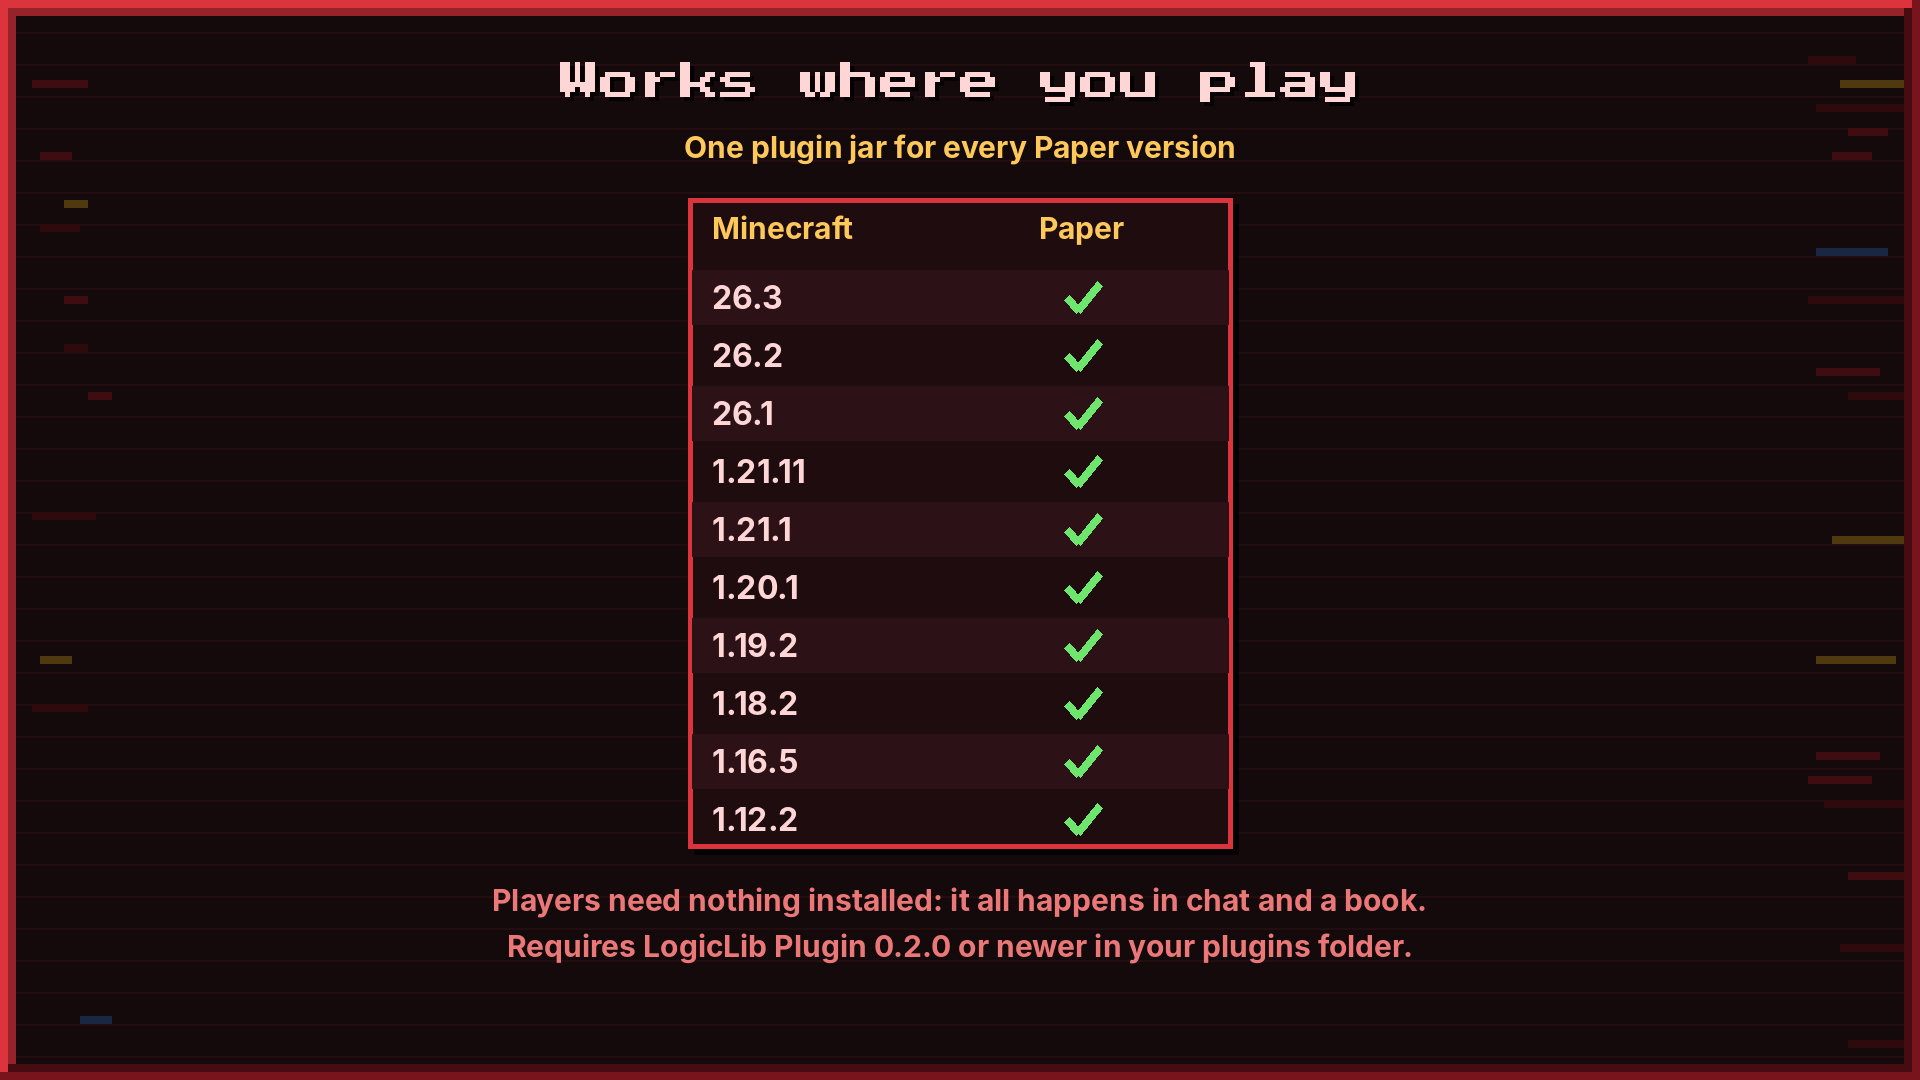 Works where you play
One plugin jar for every Paper version
Minecraft Paper
26.3 ✓
26.2 ✓
26.1 ✓
1.21.11 ✓
1.21.1 ✓
1.20.1 ✓
1.19.2 ✓
1.18.2 ✓
1.16.5 ✓
1.12.2 ✓
Players need nothing installed: it all happens in chat and a book.
Requires LogicLib Plugin 0.2.0 or newer in your plugins folder.